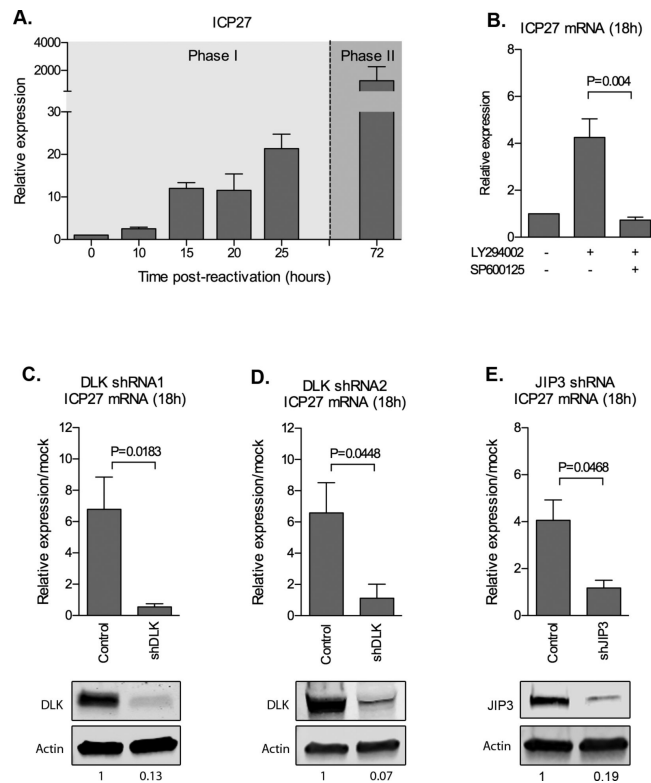 A.
ICP27
Relative expression
4000
2000
30
20
10
0
Phase I
Phase II
0
10
15
20
25
72
Time post-reactivation (hours)
B.
ICP27 mRNA (18h)
Relative expression
8
6
4
2
0
P=0.004
LY294002
- + +
SP600125
- - +
C.
DLK shRNA1
ICP27 mRNA (18h)
Relative expression/mock
12
10
8
6
4
2
0
P=0.0183
Control
shDLK
DLK
Actin
1 0.13
D.
DLK shRNA2
ICP27 mRNA (18h)
Relative expression/mock
12
10
8
6
4
2
0
P=0.0448
Control
shDLK
DLK
Actin
1 0.07
E.
JIP3 shRNA
ICP27 mRNA (18h)
Relative expression/mock
8
6
4
2
0
P=0.0468
Control
shJIP3
JIP3
Actin
1 0.19